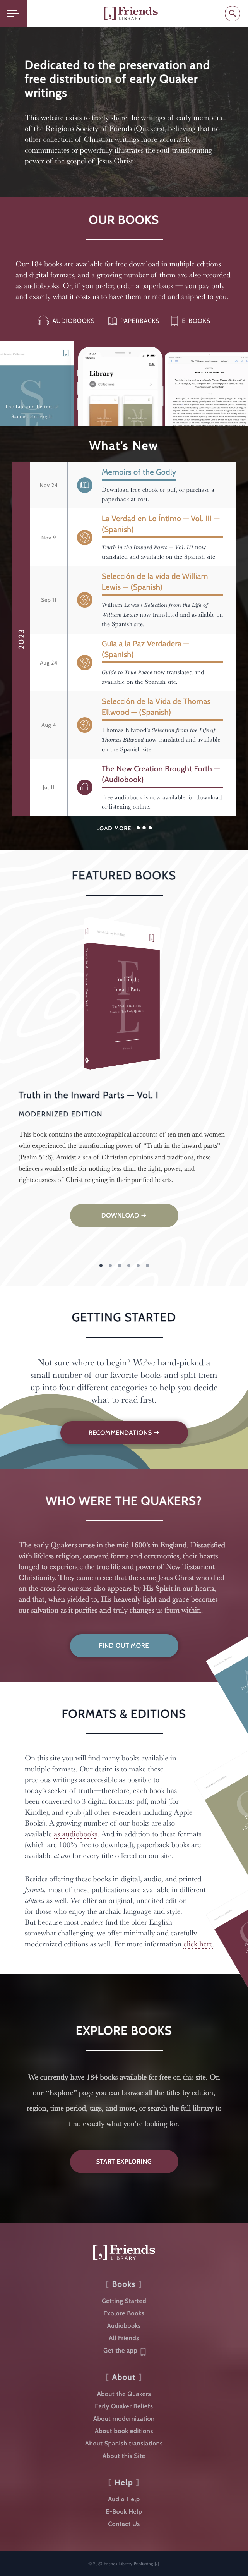 Friends
LIBRARY
Dedicated to the preservation and
free distribution of early Quaker
writings
This website exists to freely share the writings of early members
of the Religious Society of Friends (Quakers), believing that no
other collection of Christian writings more accurately
communicates or powerfully illustrates the soul-transforming
power of the gospel of Jesus Christ.
OUR BOOKS
Our 184 books are available for free download in multiple editions
and digital formats, and a growing number of them are also recorded
as audiobooks. Or, if you prefer, order a paperback — you pay only
and exactly what it costs us to have them printed and shipped to you.
AUDIOBOOKS
PAPERBACKS
E-BOOKS
Library
The Life and Letters of
What's New
2023
Nov 24
Memoirs of the Godly
Download free ebook or pdf, or purchase a
paperback at cost.
Nov 9
La Verdad en Lo Íntimo — Vol. III —
(Spanish)
Truth in the Inward Parts — Vol. III now
translated and available on the Spanish site.
Sep 11
Selección de la vida de William
Lewis — (Spanish)
William Lewis's Selection from the Life of
William Lewis now translated and available on
the Spanish site.
Aug 24
Guía a la Paz Verdadera —
(Spanish)
Guide to True Peace now translated and
available on the Spanish site.
Aug 4
Selección de la Vida de Thomas
Ellwood — (Spanish)
Thomas Ellwood's Selection from the Life of
Thomas Ellwood now translated and available
on the Spanish site.
Jul 11
The New Creation Brought Forth —
(Audiobook)
Free audiobook is now available for download
or listening online.
LOAD MORE
FEATURED BOOKS
Truth in the
Inward Parts
Truth in the Inward Parts — Vol. I
MODERNIZED EDITION
This book contains the autobiographical accounts of ten men and women
who experienced the transforming power of "Truth in the inward parts"
(Psalm 51:6). Amidst a sea of Christian opinions and traditions, these
believers would settle for nothing less than the light, power, and
righteousness of Christ reigning in their purified hearts.
DOWNLOAD →
GETTING STARTED
Not sure where to begin? We've hand-picked a
small number of our favorite books and split them
up into four different categories to help you decide
what to read first.
RECOMMENDATIONS →
WHO WERE THE QUAKERS?
The early Quakers arose in the mid 1600's in England. Dissatisfied
with lifeless religion, outward forms and ceremonies, their hearts
longed to experience the true life and power of New Testament
Christianity. They came to see that the same Jesus Christ who died
on the cross for our sins also appears by His Spirit in our hearts,
and that, when yielded to, His heavenly light and grace becomes
our salvation as it purifies and truly changes us from within.
FIND OUT MORE
FORMATS & EDITIONS
On this site you will find many books available in
multiple formats. Our desire is to make these
precious writings as accessible as possible to
today's seeker of truth—therefore, each book has
been converted to 3 digital formats: pdf, mobi (for
Kindle), and epub (all other e-readers including Apple
Books). A growing number of our books are also
available as audiobooks. And in addition to these formats
(which are 100% free to download), paperback books are
available at cost for every title offered on our site.
Besides offering these books in digital, audio, and printed
formats, most of these publications are available in different
editions as well. We offer an original, unedited edition
for those who enjoy the archaic language and style.
But because most readers find the older English
somewhat challenging, we offer minimally and carefully
modernized editions as well. For more information click here.
EXPLORE BOOKS
We currently have 184 books available for free on this site. On
our "Explore" page you can browse all the titles by edition,
region, time period, tags, and more, or search the full library to
find exactly what you're looking for.
START EXPLORING
Friends
LIBRARY
[ Books ]
Getting Started
Explore Books
Audiobooks
All Friends
Get the app
[ About ]
About the Quakers
Early Quaker Beliefs
About modernization
About book editions
About Spanish translations
About this Site
[ Help ]
Audio Help
E-Book Help
Contact Us
© 2023 Friends Library Publishing